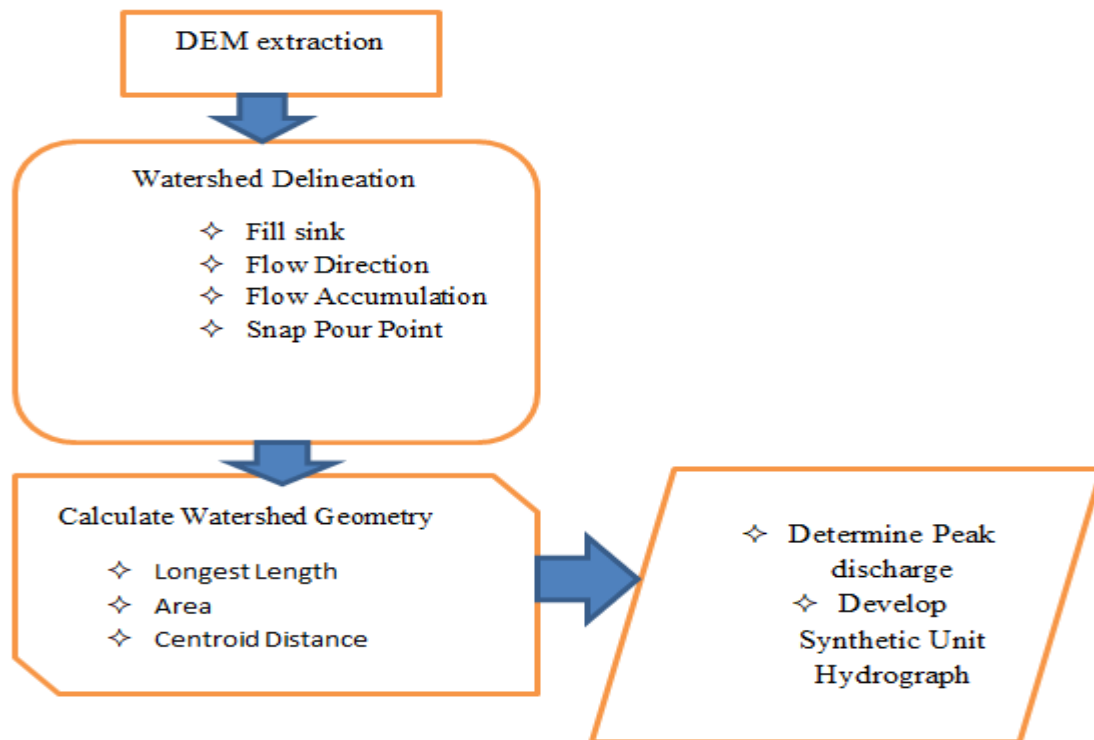 DEM extraction
Watershed Delineation
✧ Fill sink
✧ Flow Direction
✧ Flow Accumulation
✧ Snap Pour Point
Calculate Watershed Geometry
✧ Longest Length
✧ Area
✧ Centroid Distance
✧ Determine Peak
discharge
✧ Develop
Synthetic Unit
Hydrograph